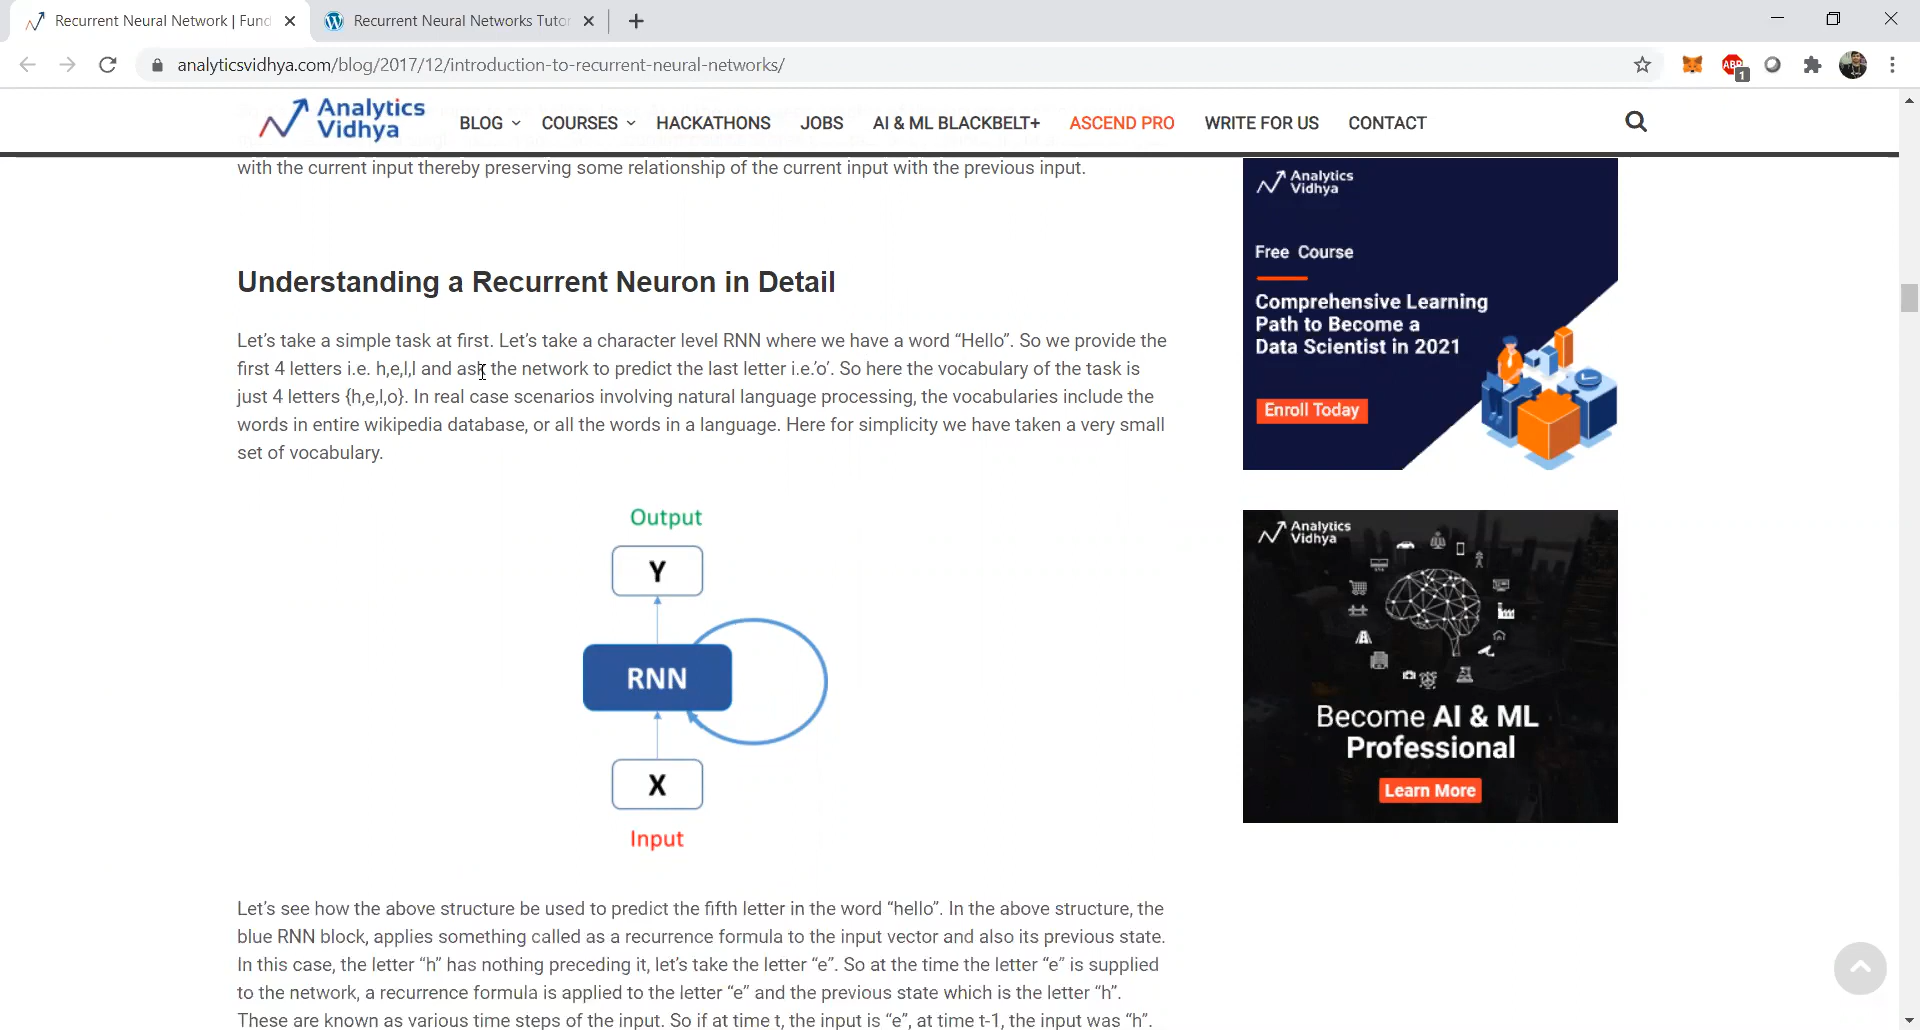 Recurrent Neural Network | Fund
Recurrent Neural Networks Tutor
analyticsvidhya.com/blog/2017/12/introduction-to-recurrent-neural-networks/
ABP
1
Analytics
Vidhya
BLOG
COURSES
HACKATHONS
JOBS
AI & ML BLACKBELT+
ASCEND PRO
WRITE FOR US
CONTACT
with the current input thereby preserving some relationship of the current input with the previous input.
Understanding a Recurrent Neuron in Detail
Let’s take a simple task at first. Let’s take a character level RNN where we have a word “Hello”. So we provide the
first 4 letters i.e. h,e,l,l and ask the network to predict the last letter i.e.’o’. So here the vocabulary of the task is
just 4 letters {h,e,l,o}. In real case scenarios involving natural language processing, the vocabularies include the
words in entire wikipedia database, or all the words in a language. Here for simplicity we have taken a very small
set of vocabulary.
Output
Y
RNN
X
Input
Let’s see how the above structure be used to predict the fifth letter in the word “hello”. In the above structure, the
blue RNN block, applies something called as a recurrence formula to the input vector and also its previous state.
In this case, the letter “h” has nothing preceding it, let’s take the letter “e”. So at the time the letter “e” is supplied
to the network, a recurrence formula is applied to the letter “e” and the previous state which is the letter “h”.
These are known as various time steps of the input. So if at time t, the input is “e”, at time t-1, the input was “h”.
Analytics
Vidhya
Free Course
Comprehensive Learning
Path to Become a
Data Scientist in 2021
Enroll Today
Analytics
Vidhya
Become AI & ML
Professional
Learn More